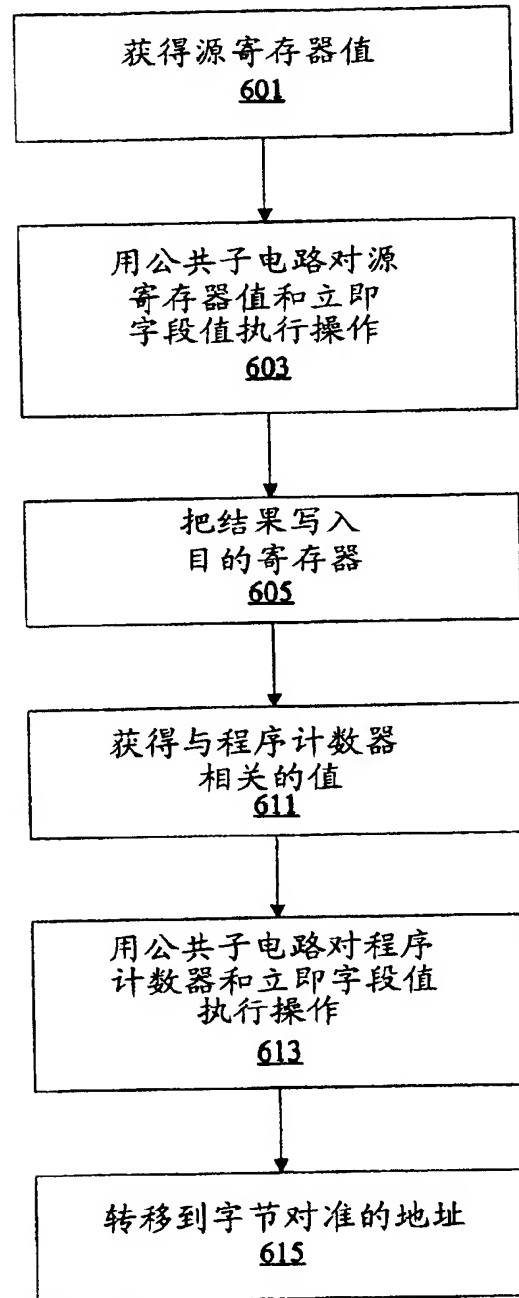 获得源寄存器值
601
用公共子电路对源
寄存器值和立即
字段值执行操作
603
把结果写入
目的寄存器
605
获得与程序计数器
相关的值
611
用公共子电路对程序
计数器和立即字段值
执行操作
613
转移到字节对准的地址
615